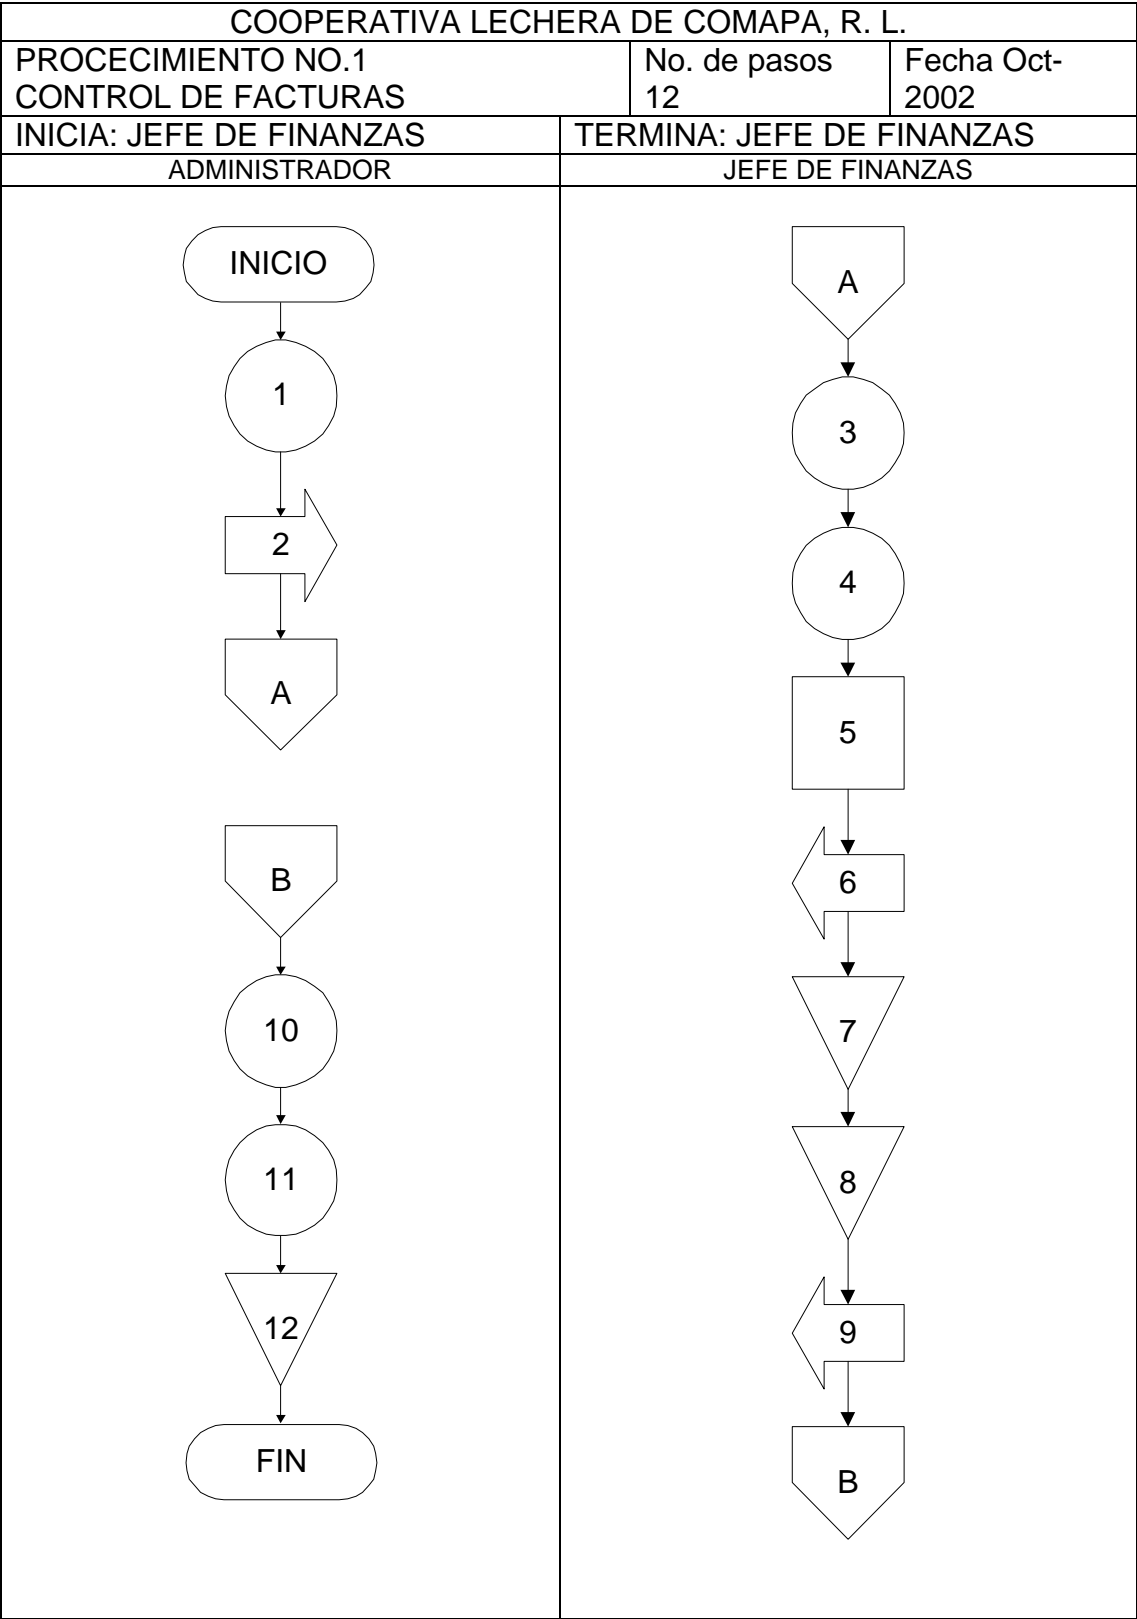 COOPERATIVA LECHERA DE COMAPA, R. L.
PROCECIMIENTO NO.1
CONTROL DE FACTURAS
No. de pasos
12
Fecha Oct-
2002
INICIA: JEFE DE FINANZAS
TERMINA: JEFE DE FINANZAS
ADMINISTRADOR
JEFE DE FINANZAS
INICIO
1
2
A
B
10
11
12
FIN
A
3
4
5
6
7
8
9
B